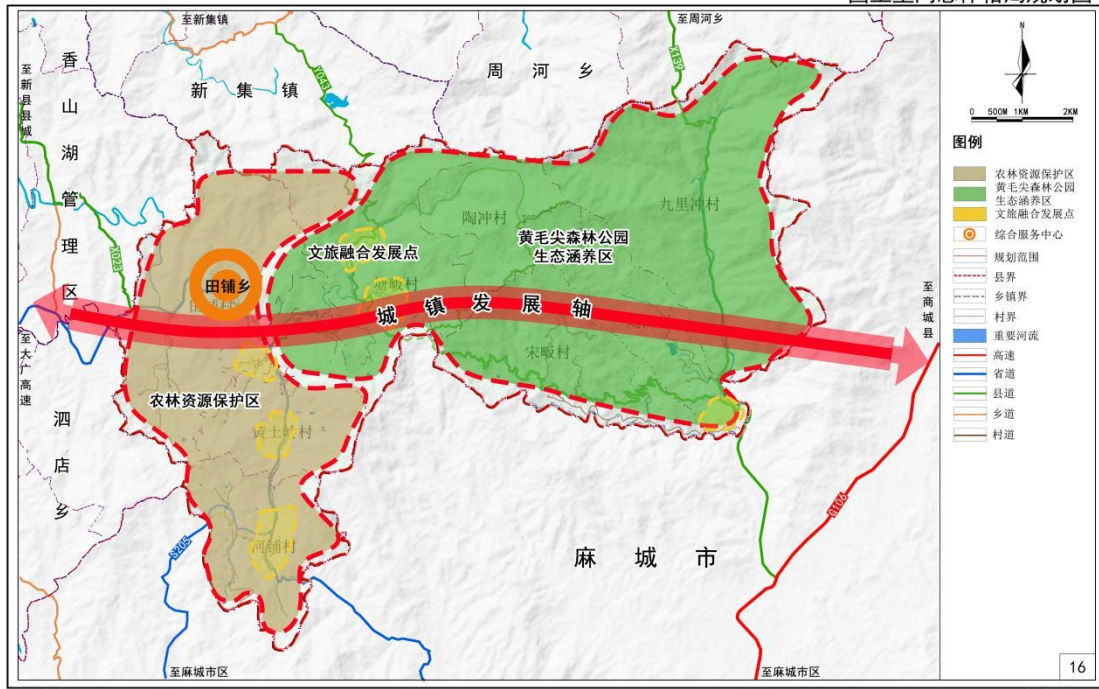 至新集镇
至周河乡
香山湖管理区
至新县县城
新集镇
周河乡
X043
X139
N
0 500M 1KM 2KM
图例
农林资源保护区
黄毛尖森林公园
生态涵养区
文旅融合发展点
综合服务中心
规划范围
县界
乡镇界
村界
重要河流
高速
省道
县道
乡道
村道
陶冲村
九里冲村
文旅融合发展点
黄毛尖森林公园
生态涵养区
X023
田铺乡
塘畈村
城镇发展轴
至商城县
至大广高速
宋畈村
农林资源保护区
泗店乡
黄土岭村
河铺村
S205
G106
麻城市
至麻城市区
至麻城市区
16